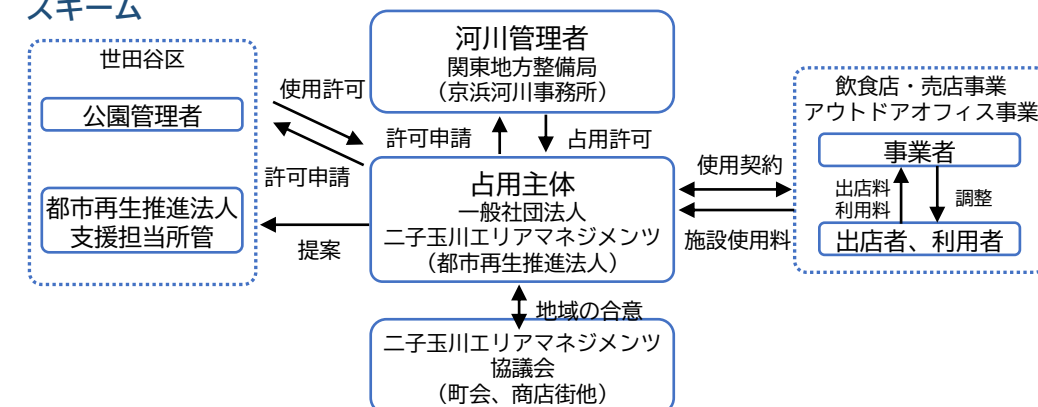 スキーム
世田谷区
公園管理者
都市再生推進法人
支援担当所管
使用許可
許可申請
提案
河川管理者
関東地方整備局
（京浜河川事務所）
許可申請
占用許可
占用主体
一般社団法人
二子玉川エリアマネジメンツ
（都市再生推進法人）
地域の合意
二子玉川エリアマネジメンツ
協議会
（町会、商店街他）
使用契約
施設使用料
飲食店・売店事業
アウトドアオフィス事業
事業者
出店料
利用料
調整
出店者、利用者